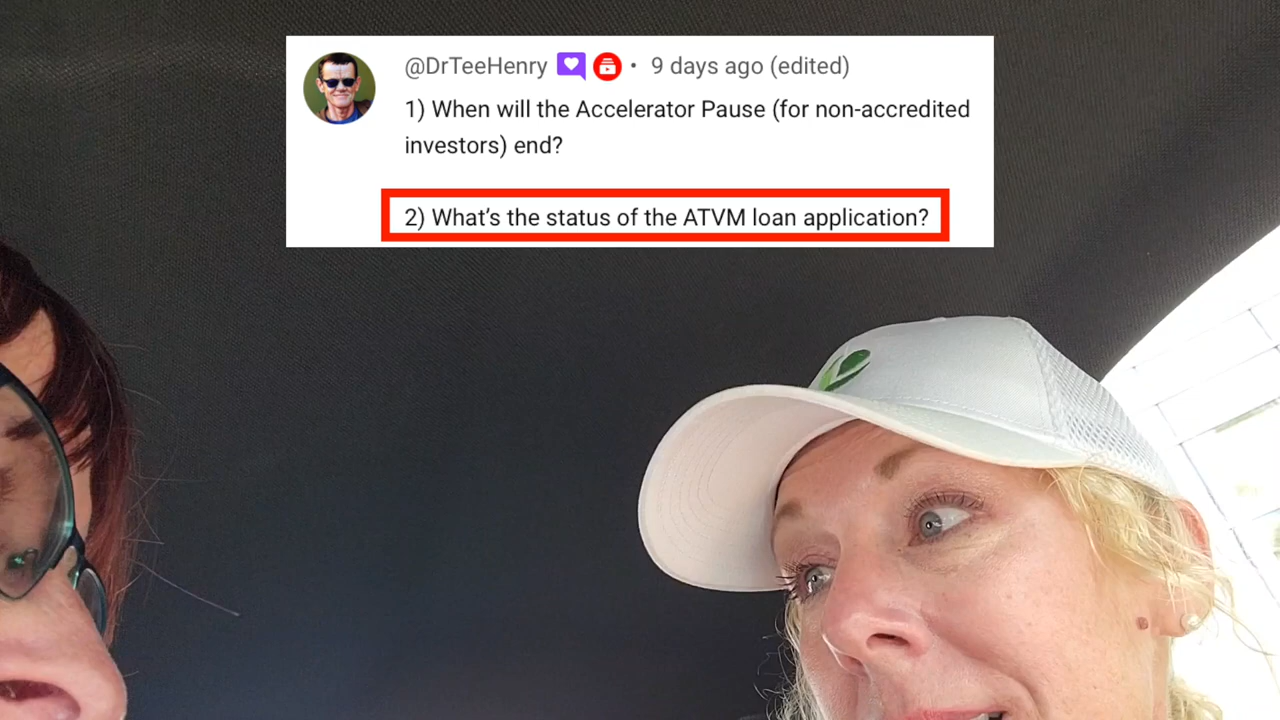 @DrTeeHenry • 9 days ago (edited)
1) When will the Accelerator Pause (for non-accredited
investors) end?
2) What's the status of the ATVM loan application?